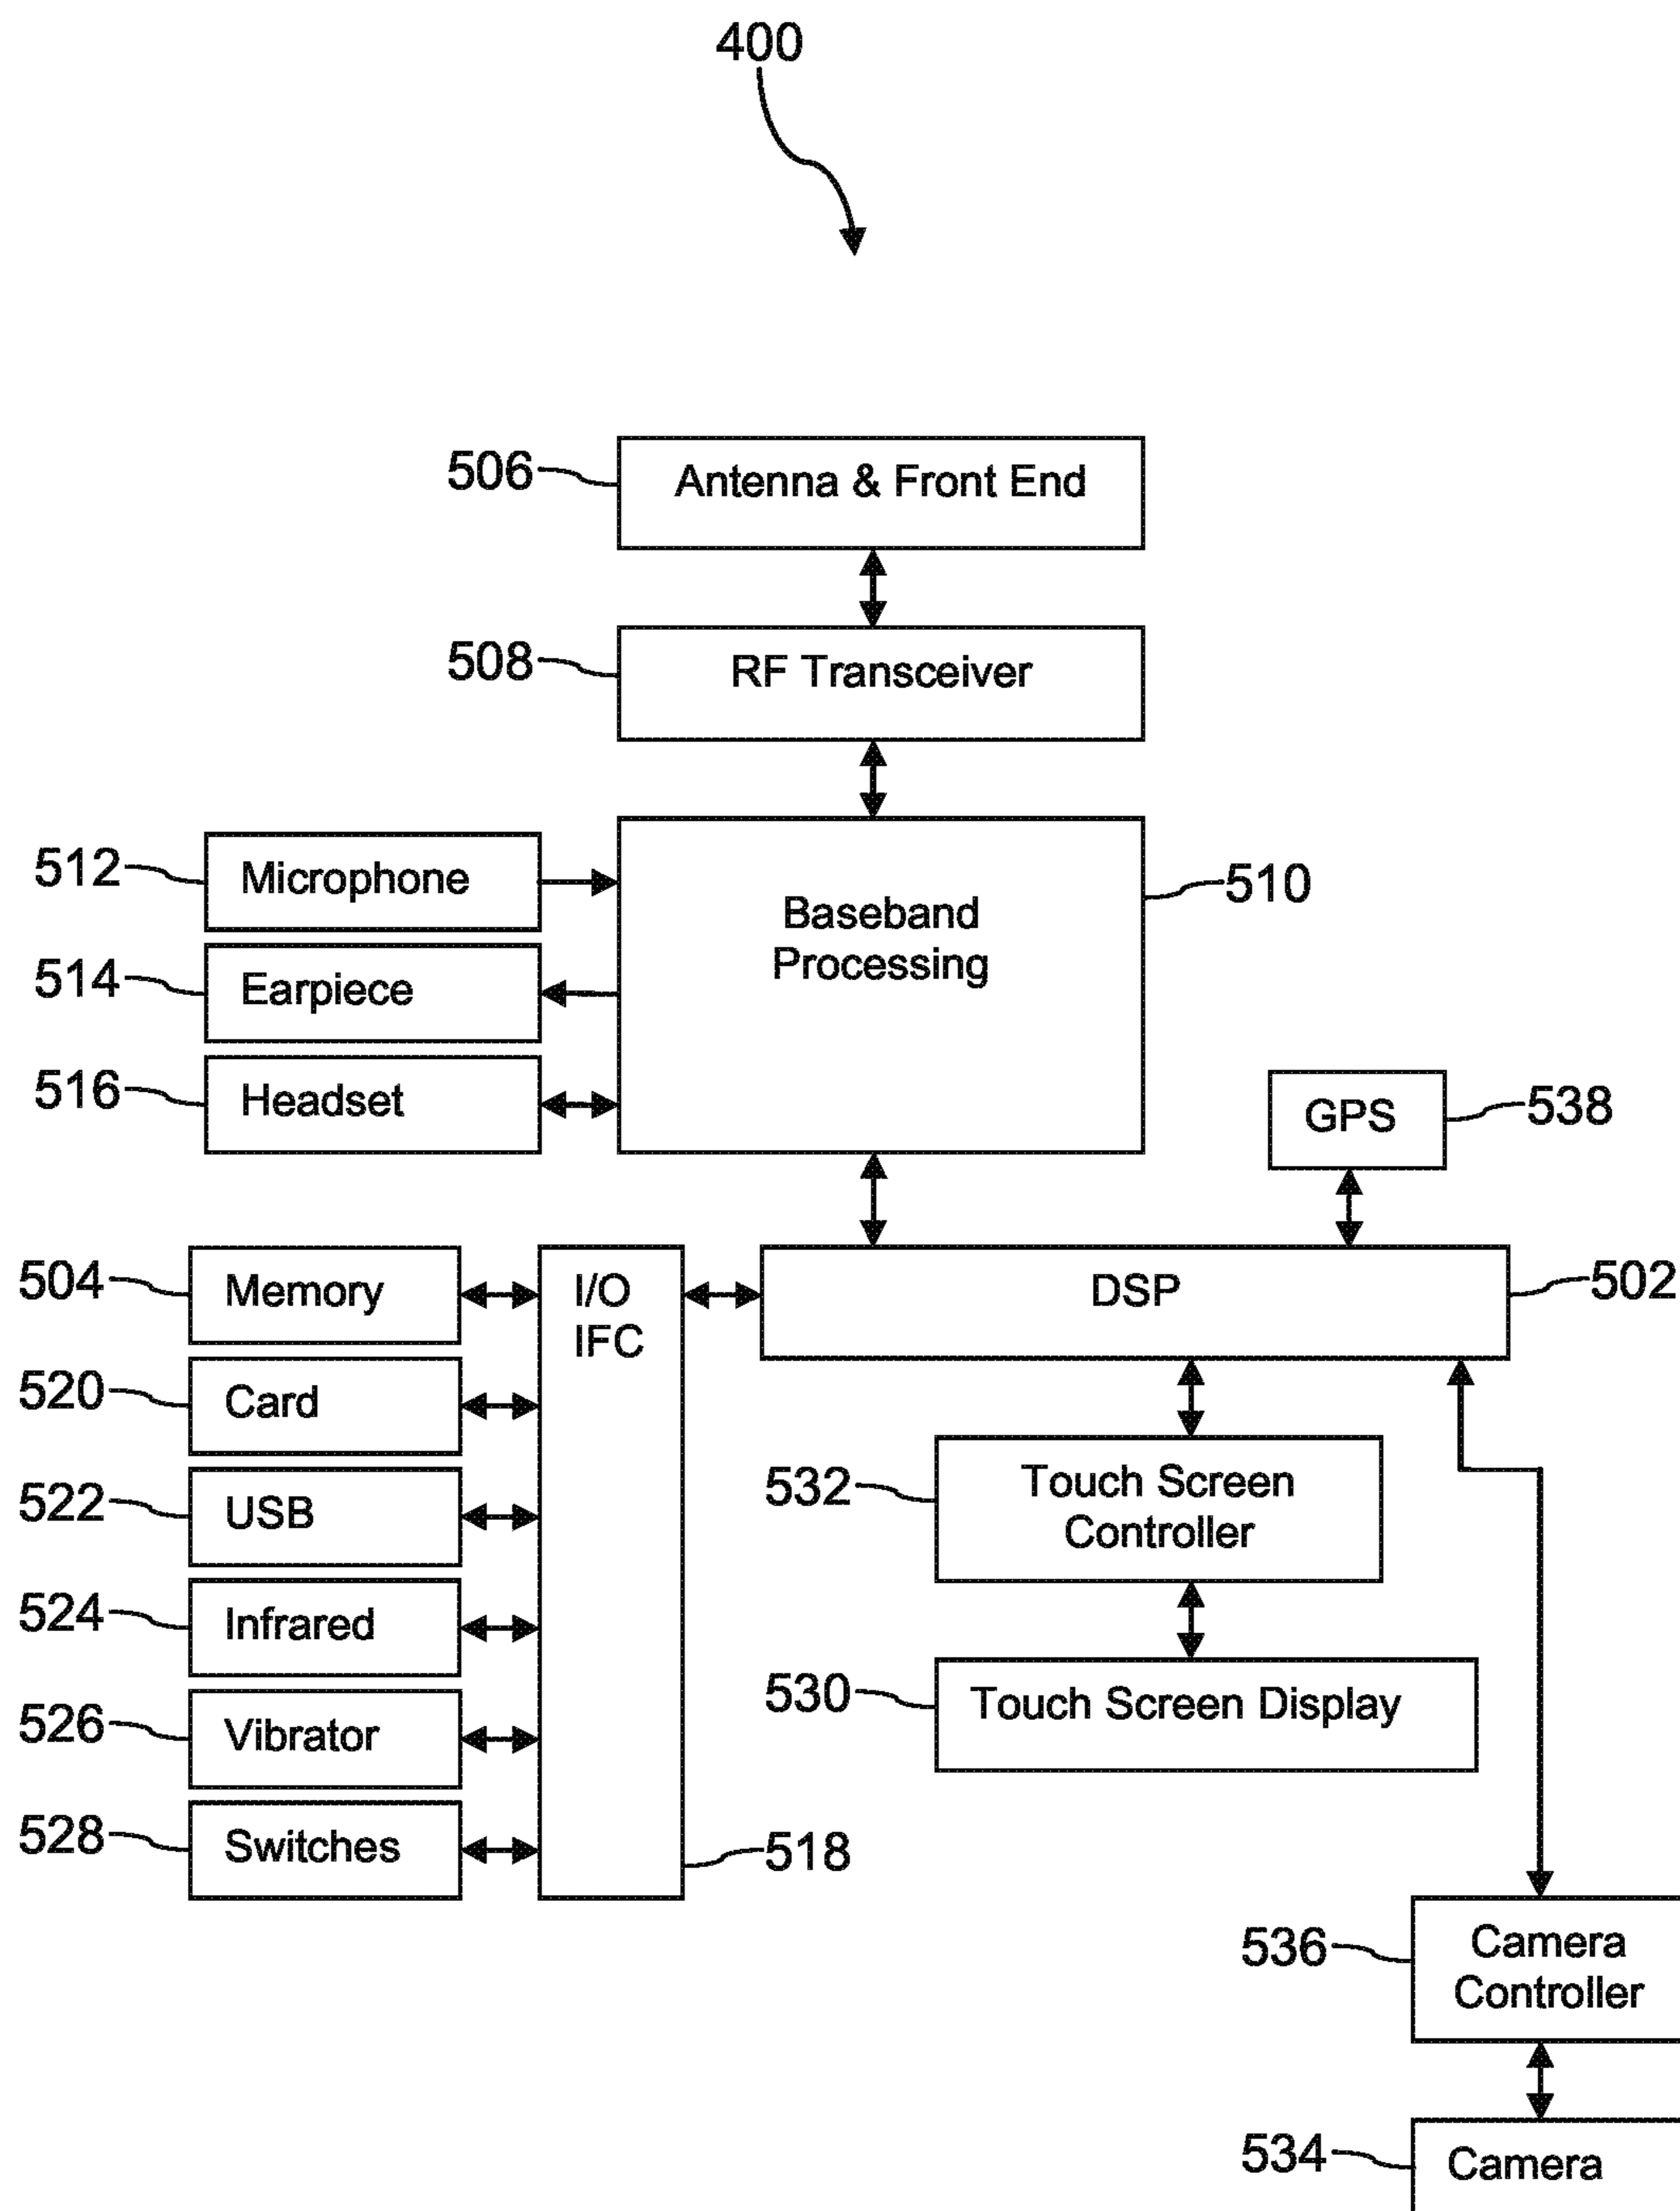 400
506
Antenna & Front End
508
RF Transceiver
512
Microphone
Baseband
Processing
510
514
Earpiece
516
Headset
GPS
538
504
Memory
I/O
IFC
DSP
502
520
Card
522
USB
532
Touch Screen
Controller
524
Infrared
526
Vibrator
530
Touch Screen Display
528
Switches
518
536
Camera
Controller
534
Camera